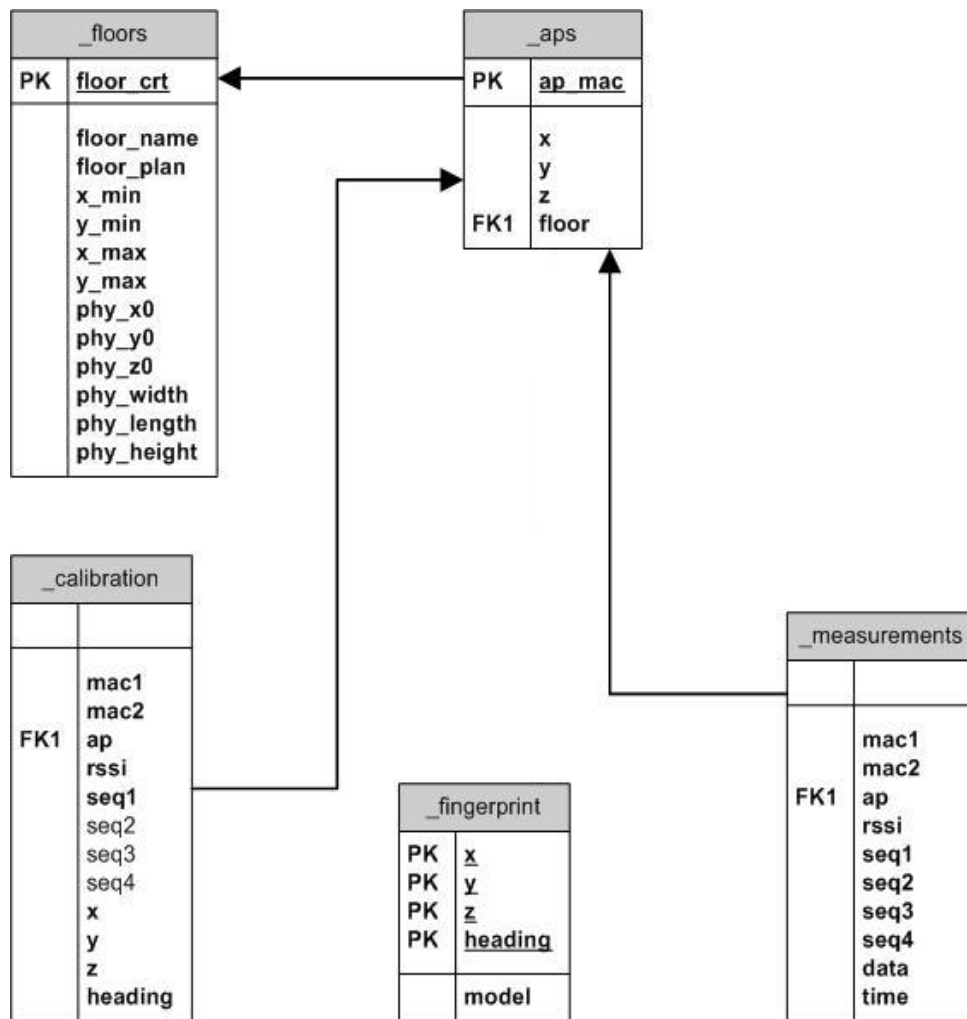 _floors
PK floor_crt
floor_name
floor_plan
x_min
y_min
x_max
y_max
phy_x0
phy_y0
phy_z0
phy_width
phy_length
phy_height
_aps
PK ap_mac
x
y
z
FK1 floor
_calibration
mac1
mac2
FK1 ap
rssi
seq1
seq2
seq3
seq4
x
y
z
heading
_fingerprint
PK x
PK y
PK z
PK heading
model
_measurements
mac1
mac2
FK1 ap
rssi
seq1
seq2
seq3
seq4
data
time